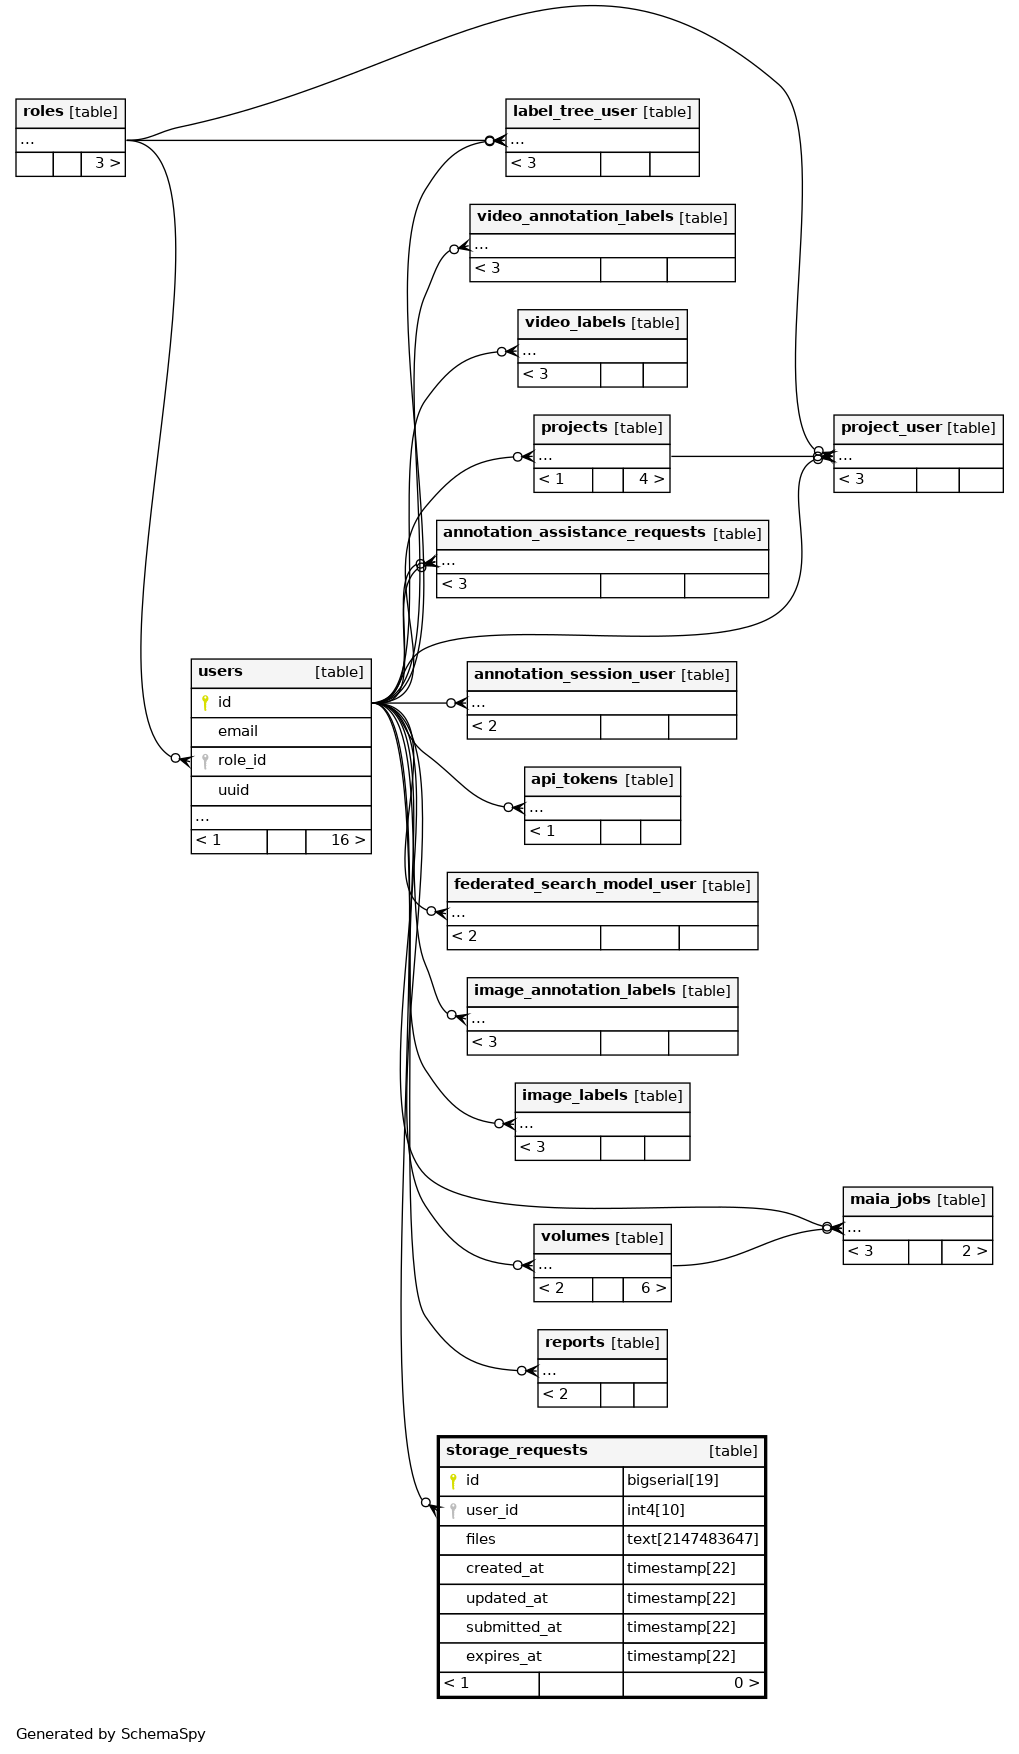 roles [table]
...
3 >
label_tree_user [table]
...
< 3
video_annotation_labels [table]
...
< 3
video_labels [table]
...
< 3
projects [table]
...
< 1 4 >
project_user [table]
...
< 3
annotation_assistance_requests [table]
...
< 3
users [table]
id
email
role_id
uuid
...
< 1 16 >
annotation_session_user [table]
...
< 2
api_tokens [table]
...
< 1
federated_search_model_user [table]
...
< 2
image_annotation_labels [table]
...
< 3
image_labels [table]
...
< 3
maia_jobs [table]
...
< 3 2 >
volumes [table]
...
< 2 6 >
reports [table]
...
< 2
storage_requests [table]
id bigserial[19]
user_id int4[10]
files text[2147483647]
created_at timestamp[22]
updated_at timestamp[22]
submitted_at timestamp[22]
expires_at timestamp[22]
< 1 0 >
Generated by SchemaSpy